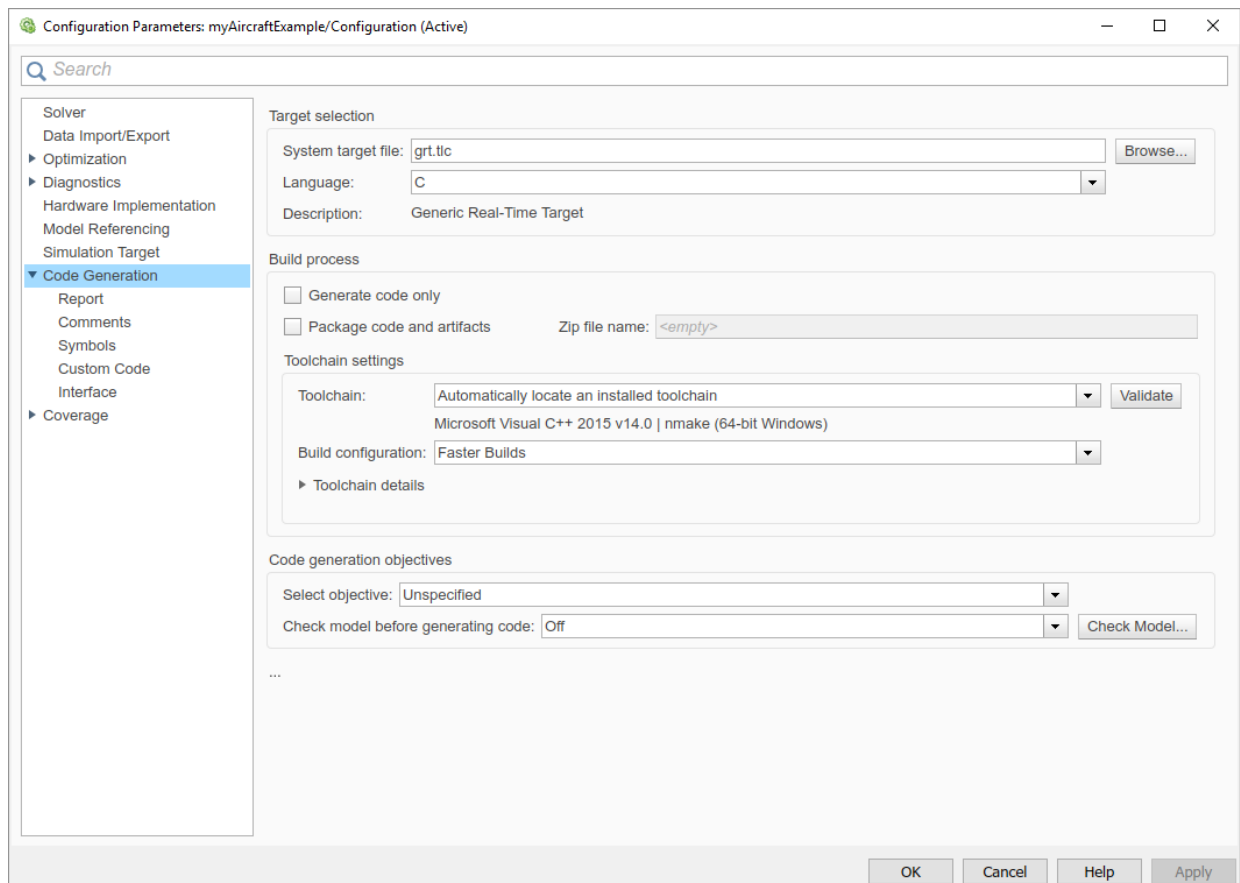 Configuration Parameters: myAircraftExample/Configuration (Active)
Search
Solver
Data Import/Export
Optimization
Diagnostics
Hardware Implementation
Model Referencing
Simulation Target
Code Generation
Report
Comments
Symbols
Custom Code
Interface
Coverage
Target selection
System target file: grt.tlc Browse...
Language: C
Description: Generic Real-Time Target
Build process
Generate code only
Package code and artifacts Zip file name: <empty>
Toolchain settings
Toolchain: Automatically locate an installed toolchain Validate
Microsoft Visual C++ 2015 v14.0 | nmake (64-bit Windows)
Build configuration: Faster Builds
Toolchain details
Code generation objectives
Select objective: Unspecified
Check model before generating code: Off Check Model...
...
OK Cancel Help Apply